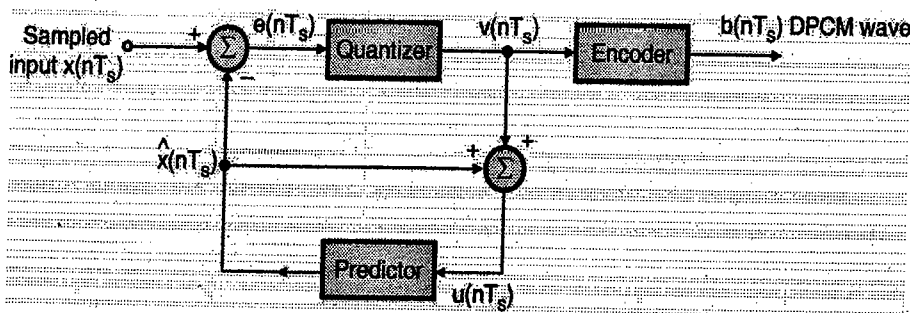 Sampled
input x(nTₛ)
+
Σ
−
e(nTₛ)
Quantizer
v(nTₛ)
Encoder
b(nTₛ) DPCM wave
x̂(nTₛ)
+
+
Σ
Predictor
u(nTₛ)